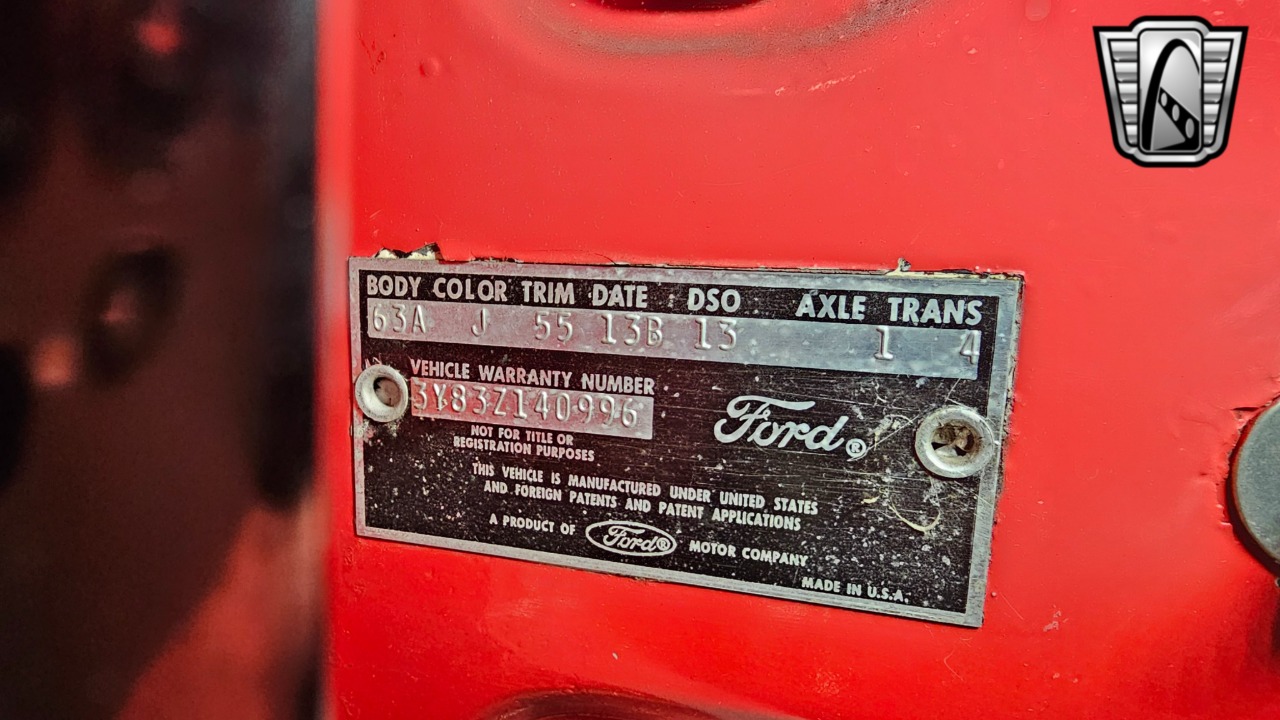 BODY COLOR TRIM DATE DSO AXLE TRANS
63A J 55 13B 13 1 4
VEHICLE WARRANTY NUMBER
3Y83Z140996
NOT FOR TITLE OR
REGISTRATION PURPOSES
Ford®
THIS VEHICLE IS MANUFACTURED UNDER UNITED STATES
AND FOREIGN PATENTS AND PATENT APPLICATIONS
A PRODUCT OF Ford® MOTOR COMPANY
MADE IN U.S.A.